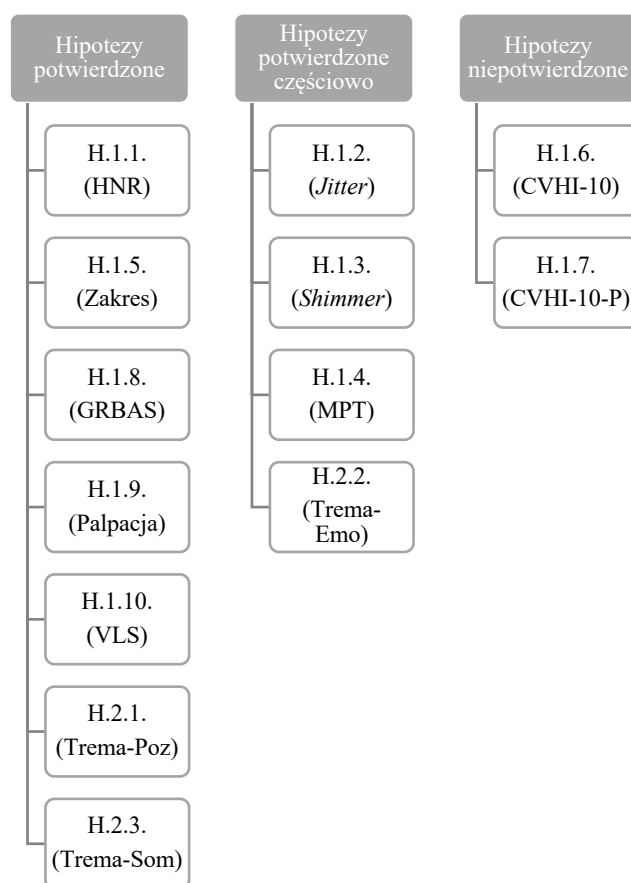 Hipotezy
potwierdzone
H.1.1.
(HNR)
H.1.5.
(Zakres)
H.1.8.
(GRBAS)
H.1.9.
(Palpacja)
H.1.10.
(VLS)
H.2.1.
(Trema-Poz)
H.2.3.
(Trema-Som)
Hipotezy
potwierdzone
częściowo
H.1.2.
(Jitter)
H.1.3.
(Shimmer)
H.1.4.
(MPT)
H.2.2.
(Trema-
Emo)
Hipotezy
niepotwierdzone
H.1.6.
(CVHI-10)
H.1.7.
(CVHI-10-P)